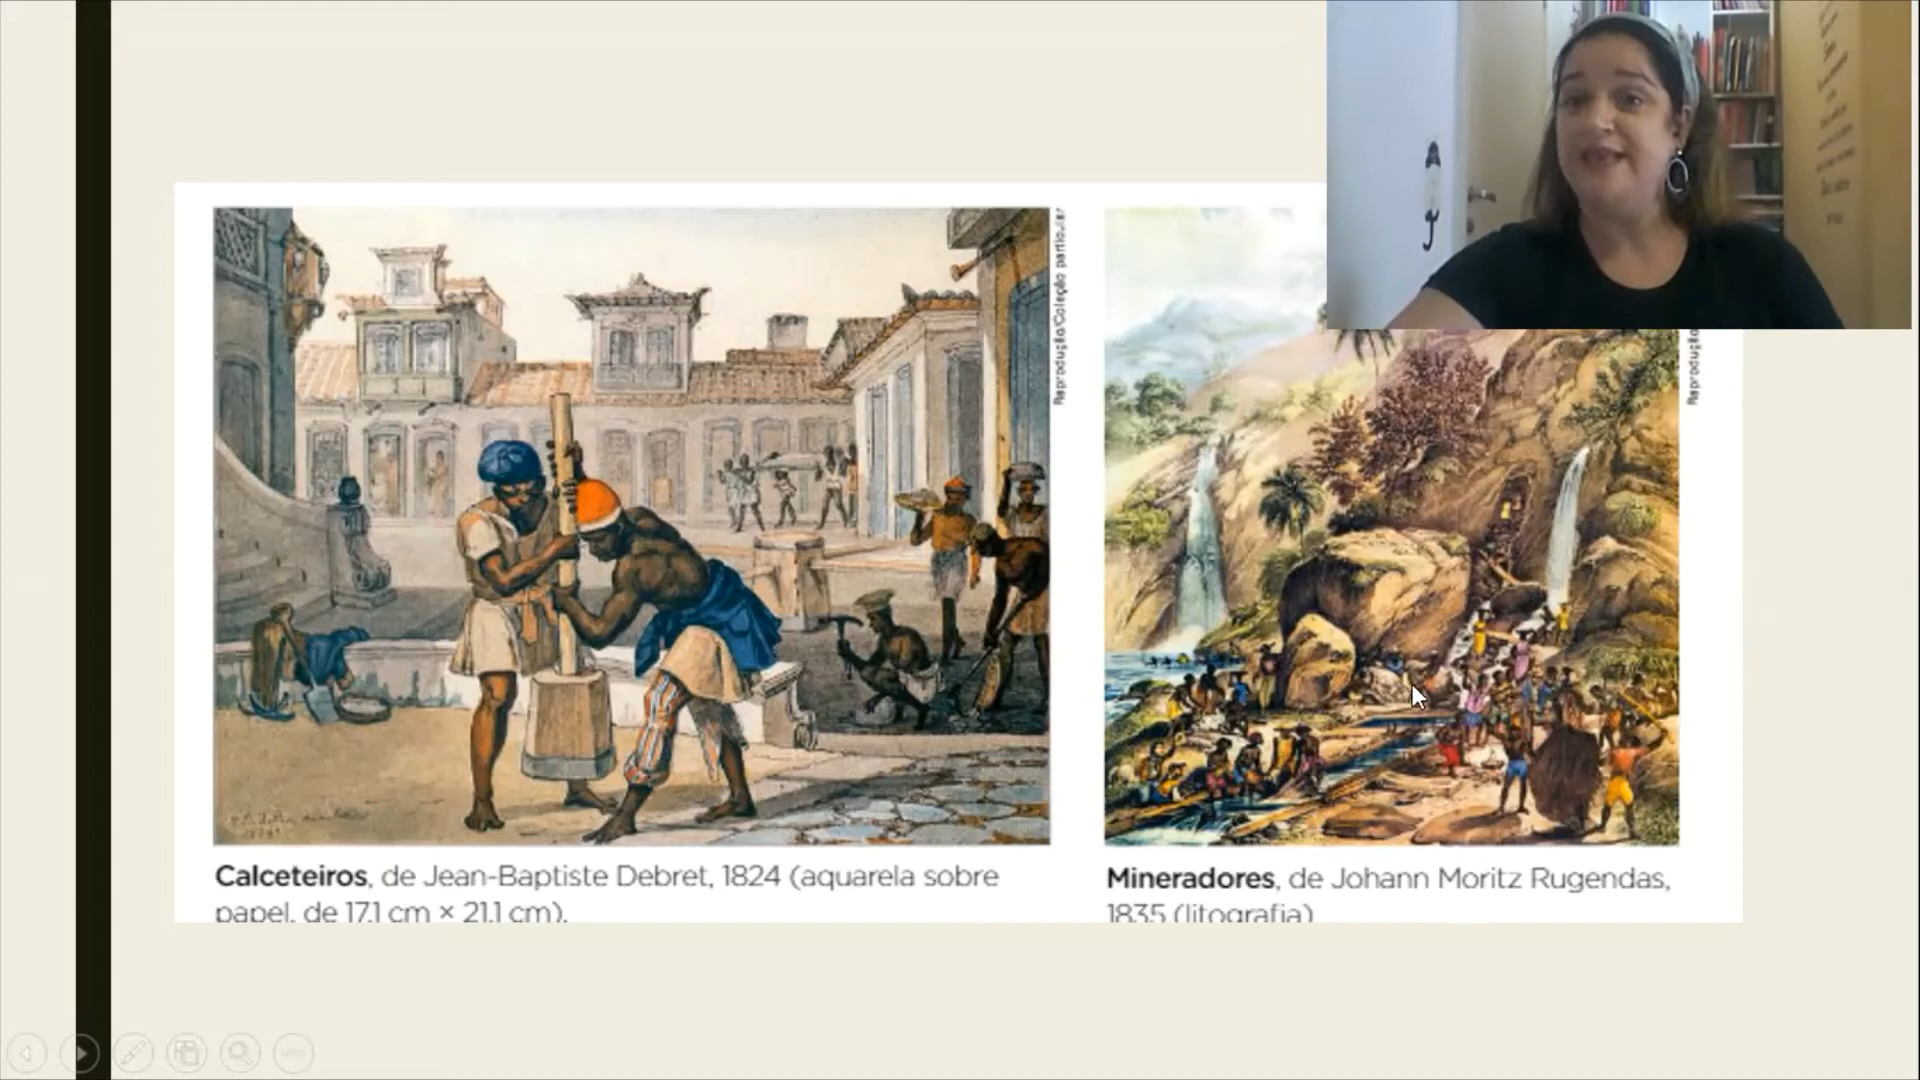 Reprodução/Coleção particular
Reprodução
Calceteiros, de Jean-Baptiste Debret, 1824 (aquarela sobre
papel, de 17,1 cm × 21,1 cm).
Mineradores, de Johann Moritz Rugendas,
1835 (litografia)